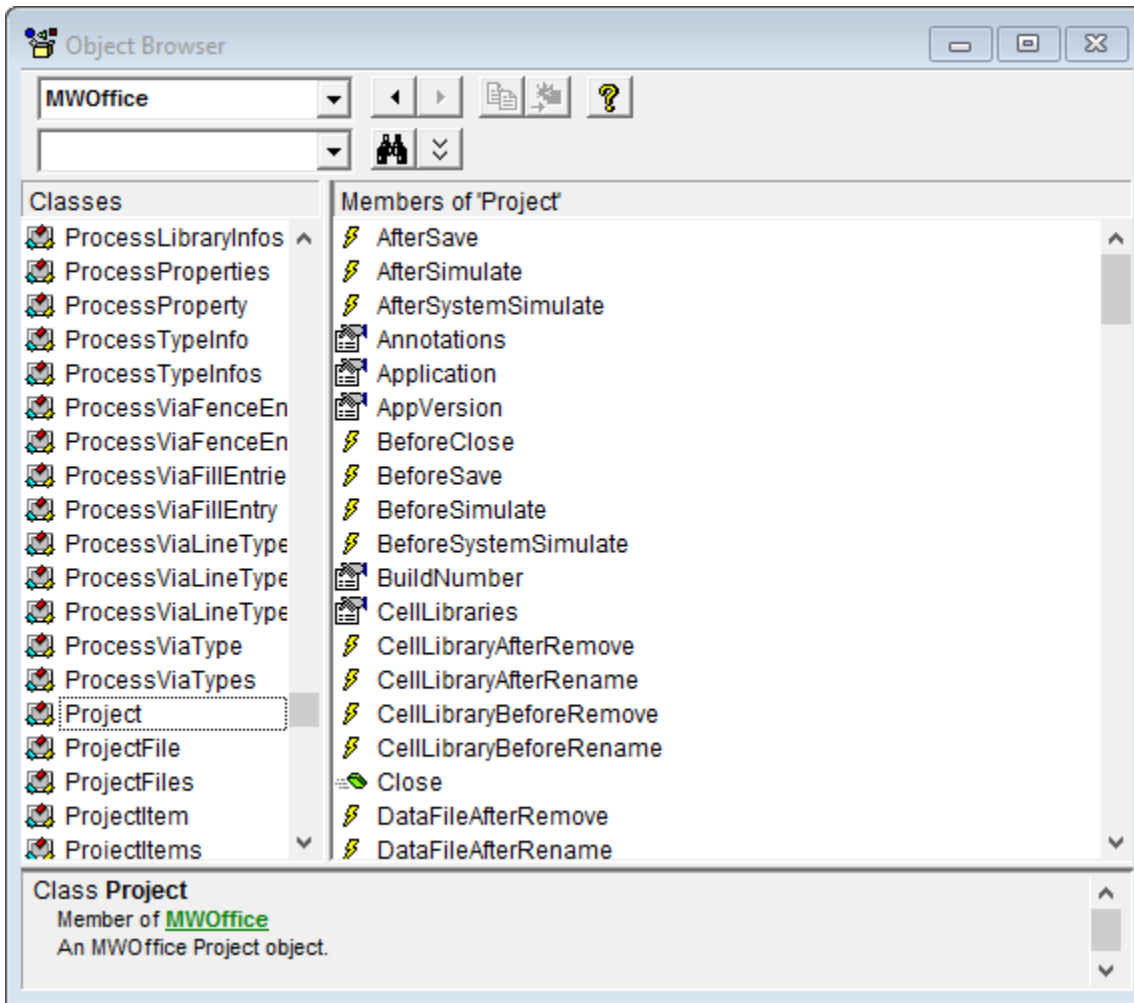 Object Browser
MWOffice
Classes
ProcessLibraryInfos
ProcessProperties
ProcessProperty
ProcessTypeInfo
ProcessTypeInfos
ProcessViaFenceEn
ProcessViaFenceEn
ProcessViaFillEntrie
ProcessViaFillEntry
ProcessViaLineType
ProcessViaLineType
ProcessViaLineType
ProcessViaType
ProcessViaTypes
Project
ProjectFile
ProjectFiles
ProjectItem
ProjectItems
Members of 'Project'
AfterSave
AfterSimulate
AfterSystemSimulate
Annotations
Application
AppVersion
BeforeClose
BeforeSave
BeforeSimulate
BeforeSystemSimulate
BuildNumber
CellLibraries
CellLibraryAfterRemove
CellLibraryAfterRename
CellLibraryBeforeRemove
CellLibraryBeforeRename
Close
DataFileAfterRemove
DataFileAfterRename
Class Project
Member of MWOffice
An MWOffice Project object.